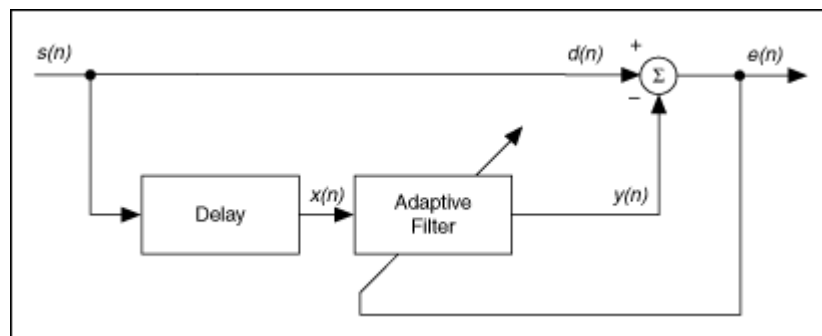 s(n)
d(n)
+
Σ
e(n)
−
Delay
x(n)
Adaptive
Filter
y(n)